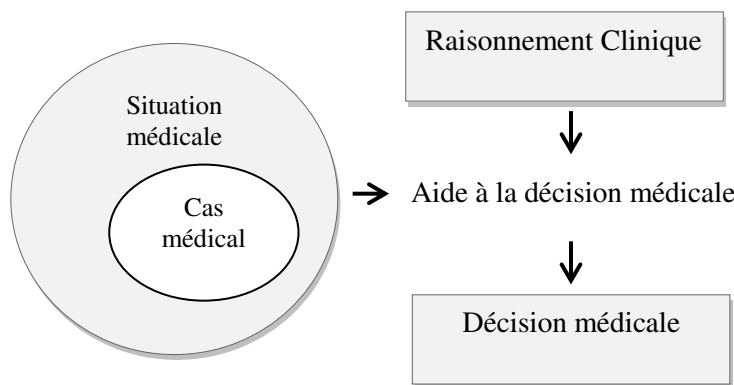 Raisonnement Clinique
Situation
médicale
Aide à la décision médicale
Cas
médical
Décision médicale